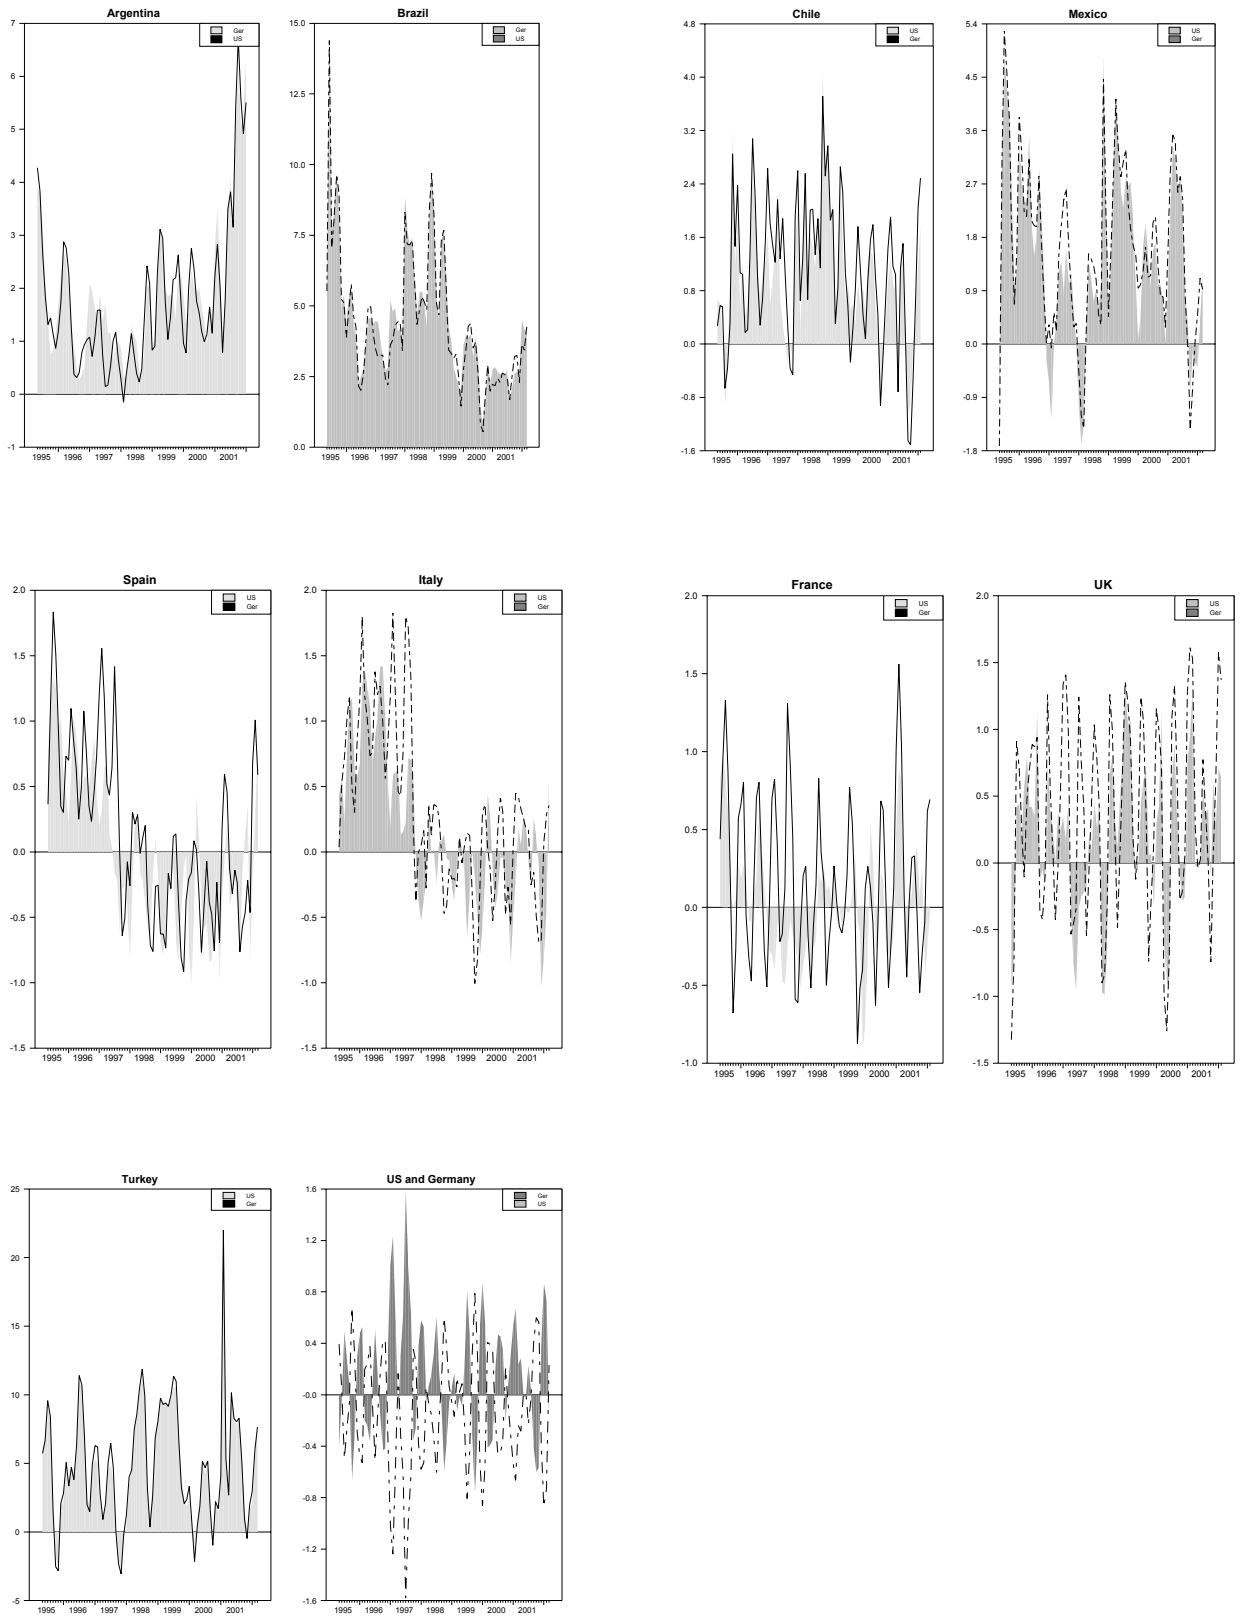 Argentina
7
6
5
4
3
2
1
0
-1
1995 1996 1997 1998 1999 2000 2001
Ger
US
Brazil
15.0
12.5
10.0
7.5
5.0
2.5
0.0
1995 1996 1997 1998 1999 2000 2001
Ger
US
Chile
4.8
4.0
3.2
2.4
1.6
0.8
0.0
-0.8
-1.6
1995 1996 1997 1998 1999 2000 2001
US
Ger
Mexico
5.4
4.5
3.6
2.7
1.8
0.9
0.0
-0.9
-1.8
1995 1996 1997 1998 1999 2000 2001
US
Ger
Spain
2.0
1.5
1.0
0.5
0.0
-0.5
-1.0
-1.5
1995 1996 1997 1998 1999 2000 2001
US
Ger
Italy
2.0
1.5
1.0
0.5
0.0
-0.5
-1.0
-1.5
1995 1996 1997 1998 1999 2000 2001
US
Ger
France
2.0
1.5
1.0
0.5
0.0
-0.5
-1.0
1995 1996 1997 1998 1999 2000 2001
US
Ger
UK
2.0
1.5
1.0
0.5
0.0
-0.5
-1.0
-1.5
1995 1996 1997 1998 1999 2000 2001
US
Ger
Turkey
25
20
15
10
5
0
-5
1995 1996 1997 1998 1999 2000 2001
US
Ger
US and Germany
1.6
1.2
0.8
0.4
-0.0
-0.4
-0.8
-1.2
-1.6
1995 1996 1997 1998 1999 2000 2001
Ger
US